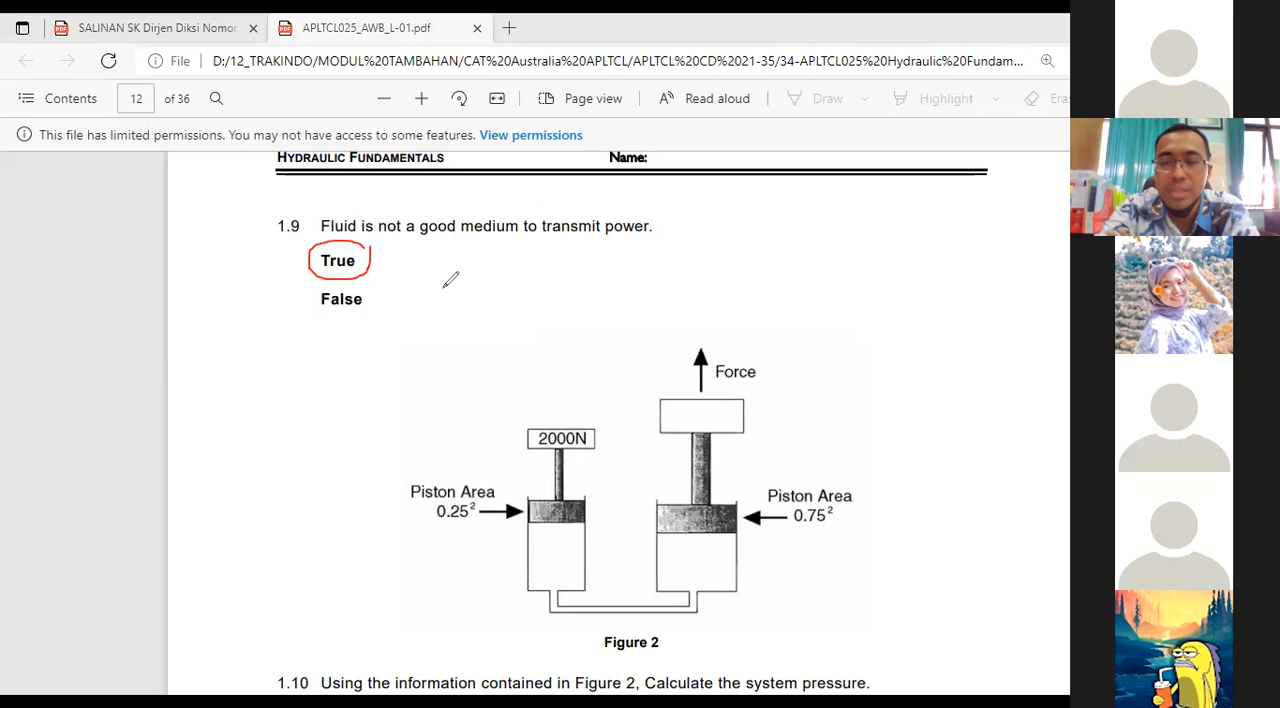 SALINAN SK Dirjen Diksi Nomor
APLTCL025_AWB_L-01.pdf
File
D:/12_TRAKINDO/MODUL%20TAMBAHAN/CAT%20Australia%20APLTCL/APLTCL%20CD%2021-35/34-APLTCL025%20Hydraulic%20Fundam...
Contents
12 of 36
Page view
Read aloud
Draw
Highlight
Eras
This file has limited permissions. You may not have access to some features. View permissions
HYDRAULIC FUNDAMENTALS Name:
1.9 Fluid is not a good medium to transmit power.
True
False
Force
2000N
Piston Area
0.25²
Piston Area
0.75²
Figure 2
1.10 Using the information contained in Figure 2, Calculate the system pressure.